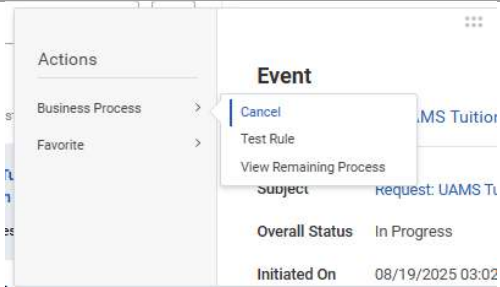 Actions
Event
Business Process >
Cancel
AMS Tuition
Test Rule
Favorite >
View Remaining Process
Subject Request: UAMS Tu
Overall Status In Progress
Initiated On 08/19/2025 03:02